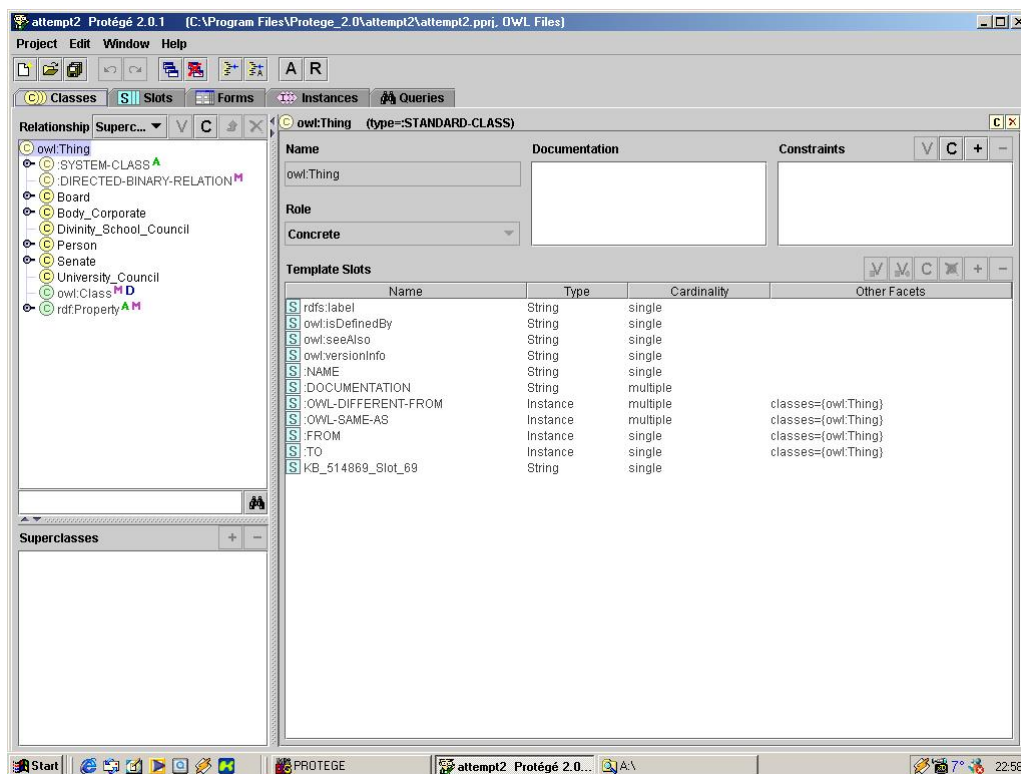 attempt2 Protégé 2.0.1 (C:\Program Files\Protege_2.0\attempt2\attempt2.pprj, OWL Files)
Project Edit Window Help
A R
C Classes S Slots Forms Instances Queries
Relationship Superc... V C
C owl:Thing (type=:STANDARD-CLASS) C
C owl:Thing
C :SYSTEM-CLASS A
C :DIRECTED-BINARY-RELATION M
C Board
C Body_Corporate
C Divinity_School_Council
C Person
C Senate
C University_Council
C owl:Class M D
C rdf:Property A M
Superclasses + -
Name Documentation Constraints V C + -
owl:Thing
Role
Concrete
Template Slots V V C + -
Name Type Cardinality Other Facets
S rdfs:label String single
S owl:isDefinedBy String single
S owl:seeAlso String single
S owl:versionInfo String single
S :NAME String single
S :DOCUMENTATION String multiple
S :OWL-DIFFERENT-FROM Instance multiple classes={owl:Thing}
S :OWL-SAME-AS Instance multiple classes={owl:Thing}
S :FROM Instance single classes={owl:Thing}
S :TO Instance single classes={owl:Thing}
S KB_514869_Slot_69 String single
Start PROTEGE attempt2 Protégé 2.0... A:\ 7° 22:58